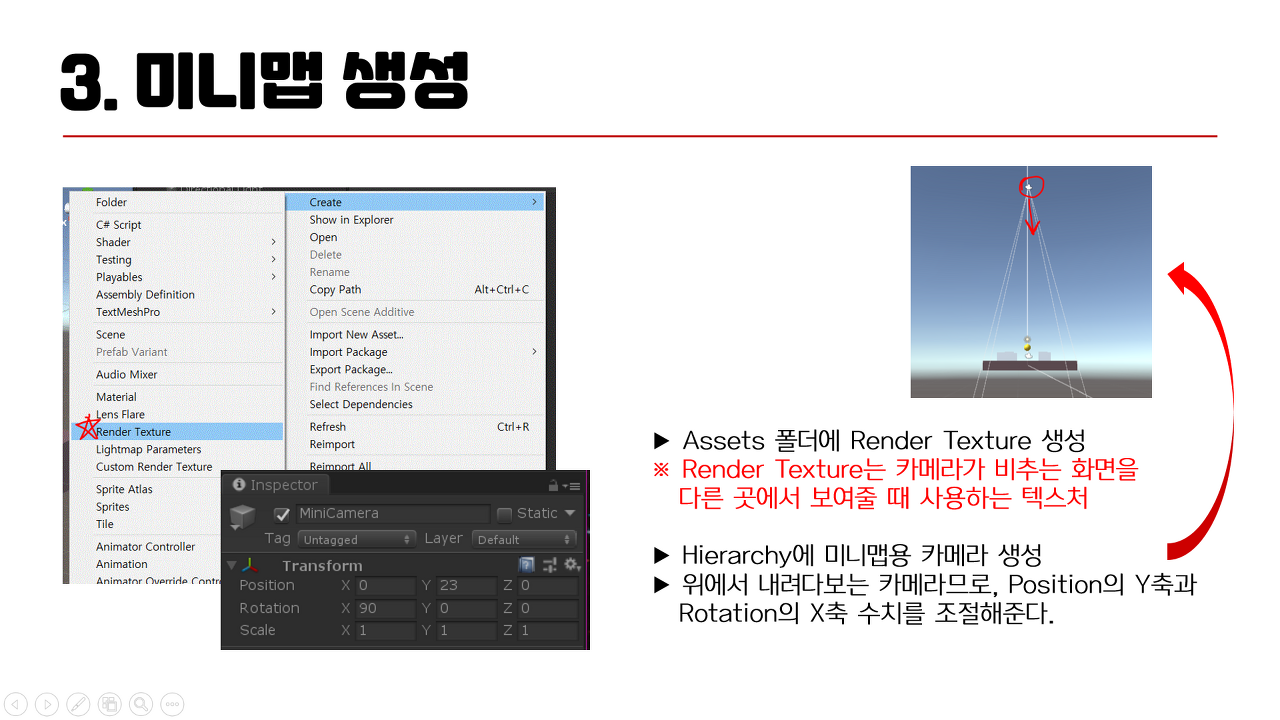 3. 미니맵 생성
Folder
C# Script
Shader
Testing
Playables
Assembly Definition
TextMeshPro
Scene
Prefab Variant
Audio Mixer
Material
Lens Flare
Render Texture
Lightmap Parameters
Custom Render Texture
Sprite Atlas
Sprites
Tile
Animator Controller
Animation
Animator Override Contr
Directional Light
Create
Show in Explorer
Open
Delete
Rename
Copy Path Alt+Ctrl+C
Open Scene Additive
Import New Asset...
Import Package
Export Package...
Find References In Scene
Select Dependencies
Refresh Ctrl+R
Reimport
Reimport All
Inspector
MiniCamera Static
Tag Untagged Layer Default
Transform
Position X 0 Y 23 Z 0
Rotation X 90 Y 0 Z 0
Scale X 1 Y 1 Z 1
▶ Assets 폴더에 Render Texture 생성
※ Render Texture는 카메라가 비추는 화면을
다른 곳에서 보여줄 때 사용하는 텍스처
▶ Hierarchy에 미니맵용 카메라 생성
▶ 위에서 내려다보는 카메라므로, Position의 Y축과
Rotation의 X축 수치를 조절해준다.